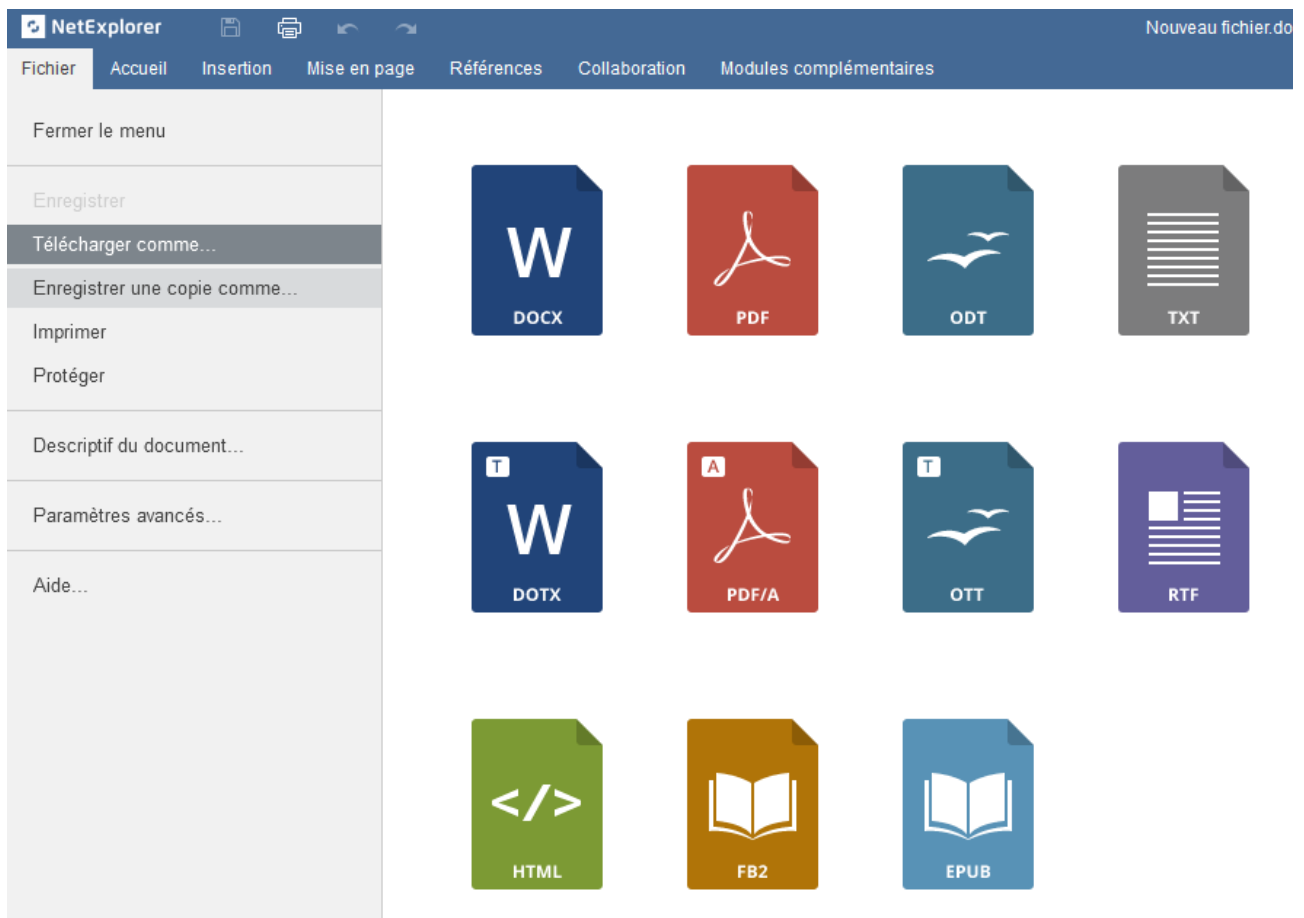 NetExplorer
Nouveau fichier.do
Fichier Accueil Insertion Mise en page Références Collaboration Modules complémentaires
Fermer le menu
Enregistrer
Télécharger comme...
Enregistrer une copie comme...
Imprimer
Protéger
Descriptif du document...
Paramètres avancés...
Aide...
W W
DOCX PDF ODT TXT
T A T
W
DOTX PDF/A OTT RTF
</>
HTML FB2 EPUB